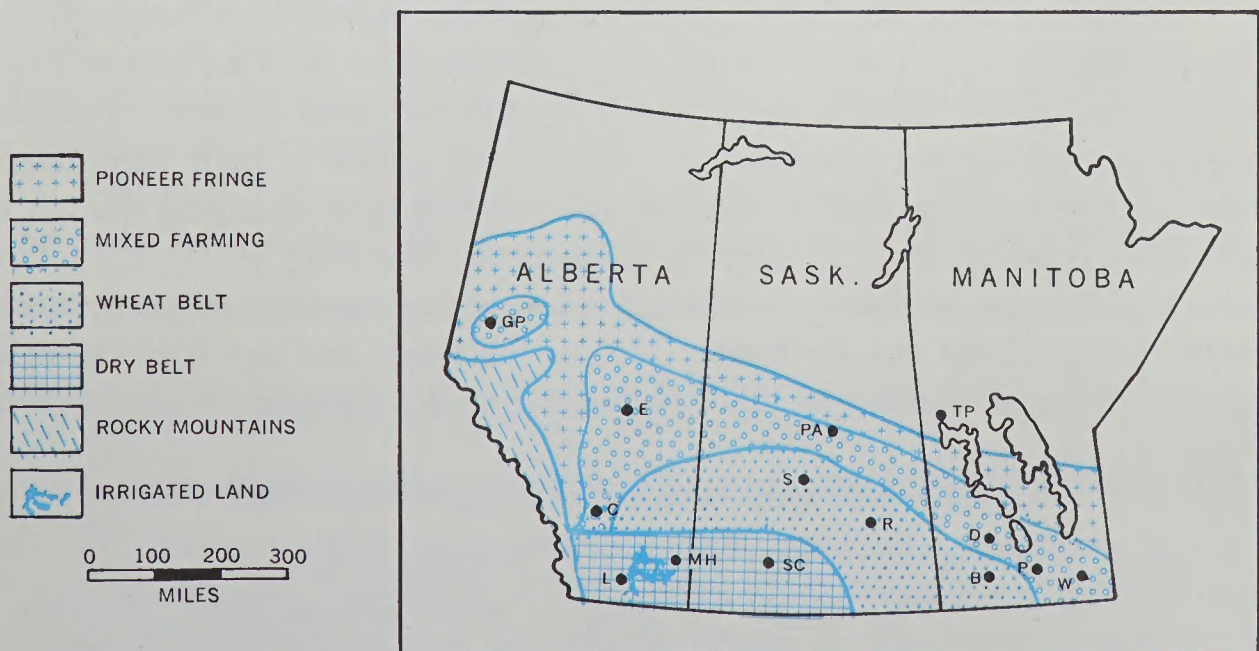 PIONEER FRINGE
MIXED FARMING
WHEAT BELT
DRY BELT
ROCKY MOUNTAINS
IRRIGATED LAND
0 100 200 300
MILES
ALBERTA SASK. MANITOBA
GP
E
PA
TP
S
C
R
D
MH
SC
L
B
P
W